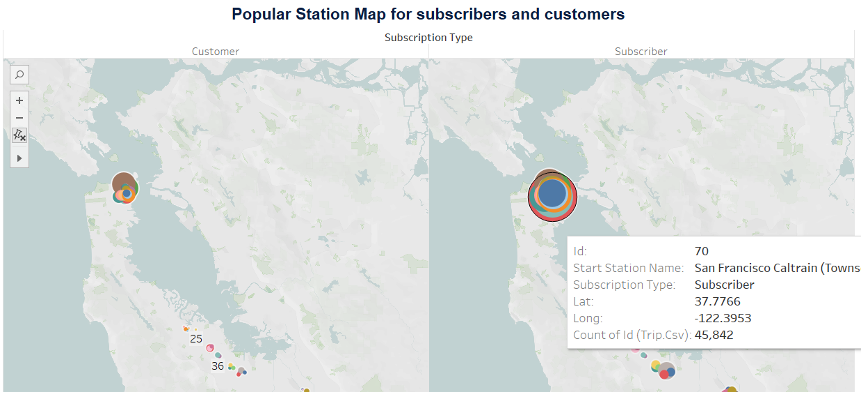 Popular Station Map for subscribers and customers
Subscription Type
Customer
Subscriber
25
36
Id: 70
Start Station Name: San Francisco Caltrain (Towns
Subscription Type: Subscriber
Lat: 37.7766
Long: -122.3953
Count of Id (Trip.Csv): 45,842